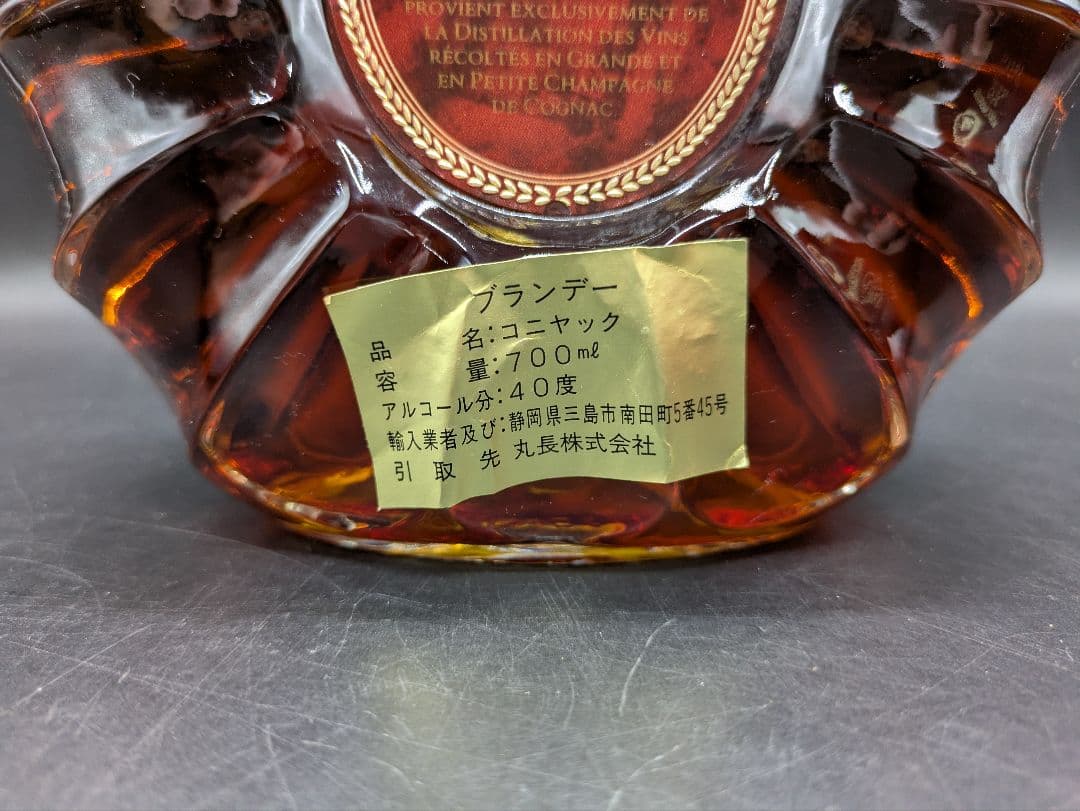 PROVIENT EXCLUSIVEMENT DE
LA DISTILLATION DES VINS
RÉCOLTÉS EN GRANDE ET
EN PETITE CHAMPAGNE
DE COGNAC.
ブランデー
品 名:コニヤック
容 量:700㎖
アルコール分:40度
輸入業者及び:静岡県三島市南田町5番45号
引取先 丸長株式会社